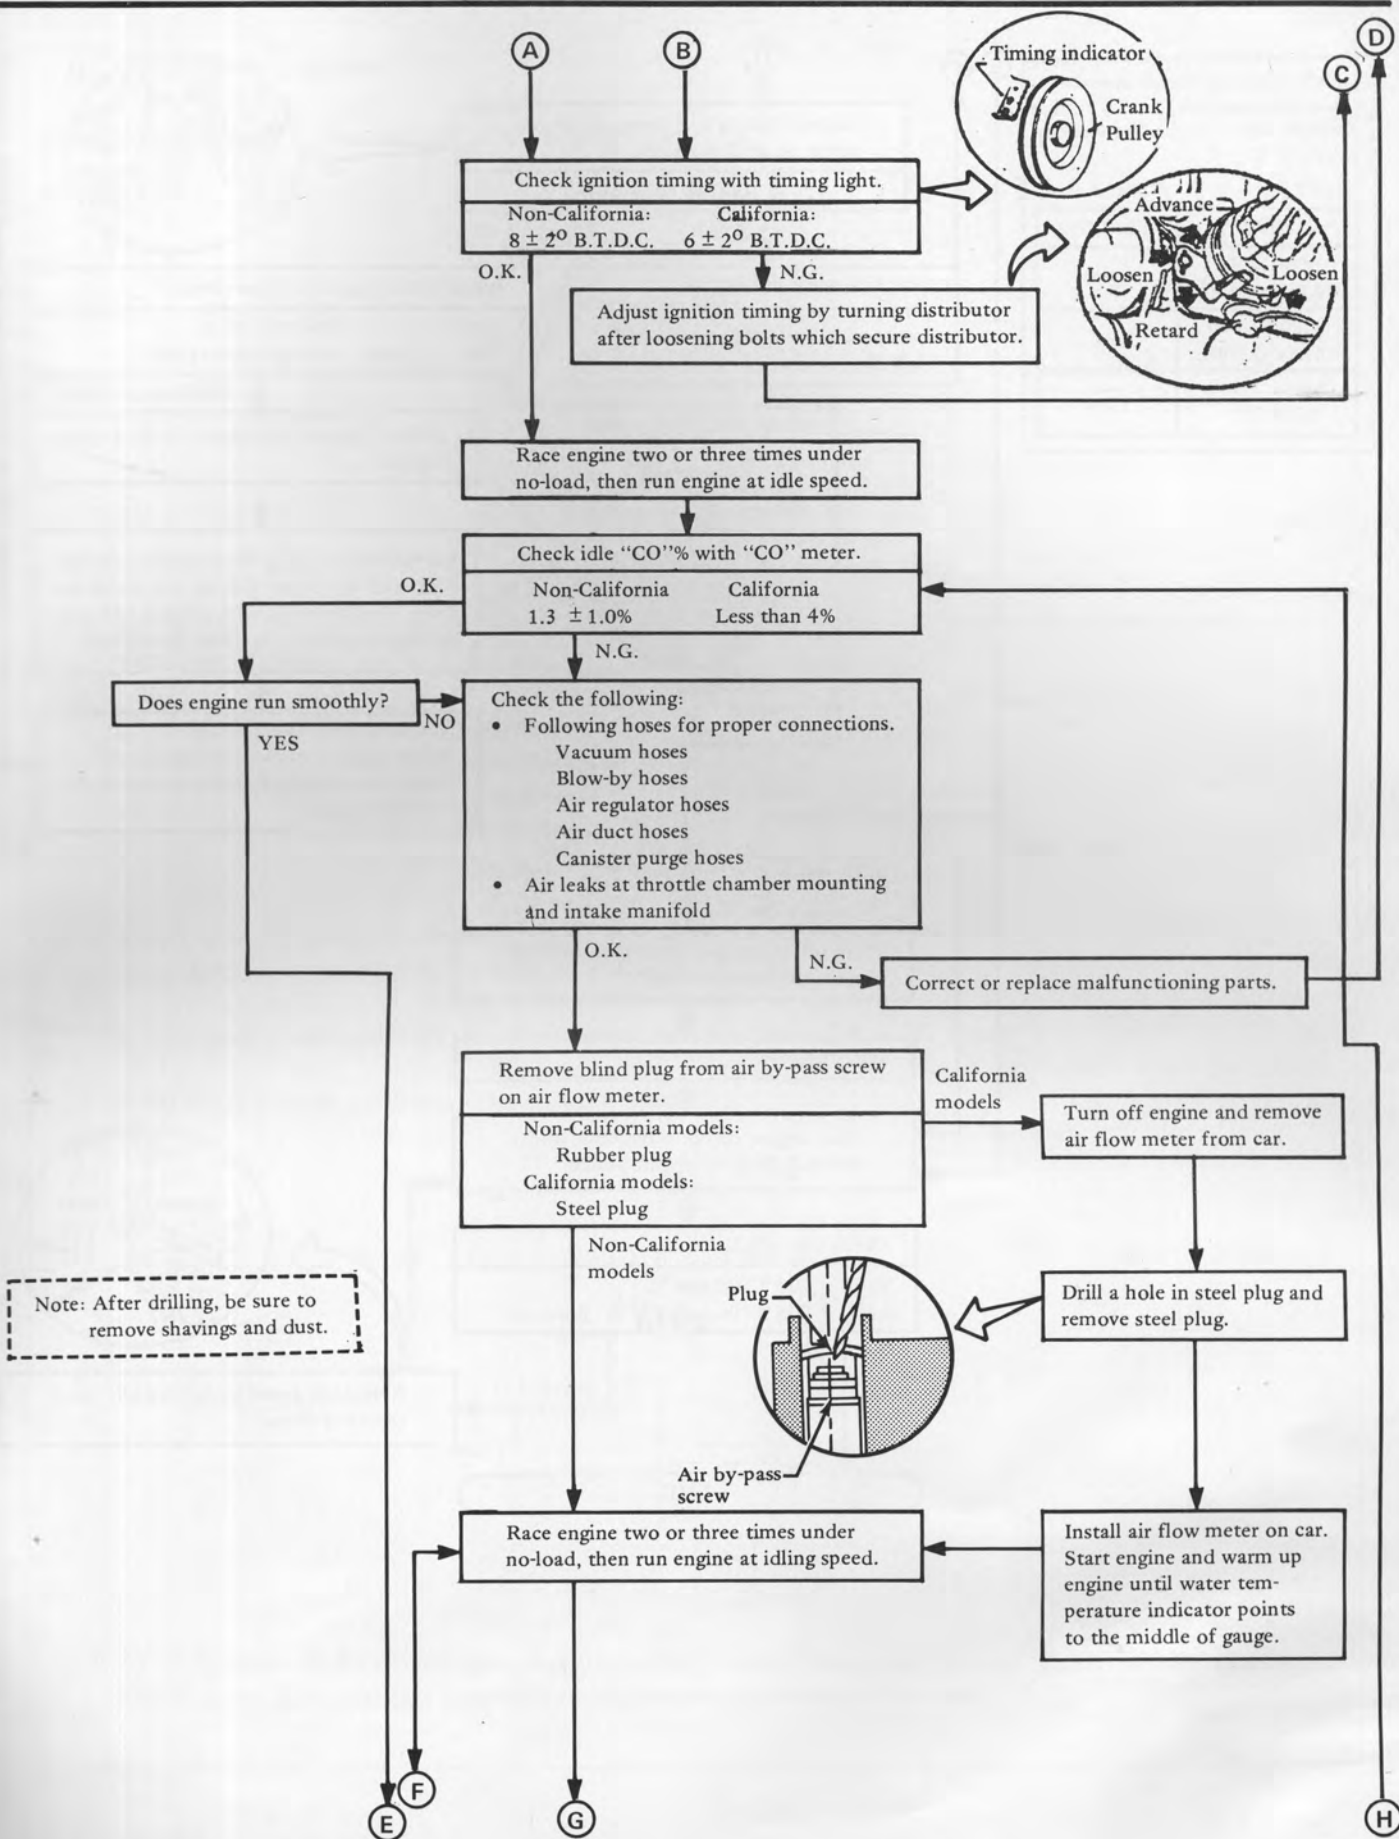 A
B
D
C
Timing indicator
Crank
Pulley
Check ignition timing with timing light.
Non-California: California:
8 ± 2° B.T.D.C. 6 ± 2° B.T.D.C.
Advance
Loosen
Loosen
Retard
O.K.
N.G.
Adjust ignition timing by turning distributor
after loosening bolts which secure distributor.
Race engine two or three times under
no-load, then run engine at idle speed.
Check idle “CO”% with “CO” meter.
Non-California California
1.3 ± 1.0% Less than 4%
O.K.
N.G.
Does engine run smoothly?
NO
YES
Check the following:
• Following hoses for proper connections.
Vacuum hoses
Blow-by hoses
Air regulator hoses
Air duct hoses
Canister purge hoses
• Air leaks at throttle chamber mounting
and intake manifold
O.K.
N.G.
Correct or replace malfunctioning parts.
Remove blind plug from air by-pass screw
on air flow meter.
Non-California models:
Rubber plug
California models:
Steel plug
California
models
Turn off engine and remove
air flow meter from car.
Non-California
models
Note: After drilling, be sure to
remove shavings and dust.
Plug
Air by-pass
screw
Drill a hole in steel plug and
remove steel plug.
Race engine two or three times under
no-load, then run engine at idling speed.
Install air flow meter on car.
Start engine and warm up
engine until water tem-
perature indicator points
to the middle of gauge.
F
E
G
H